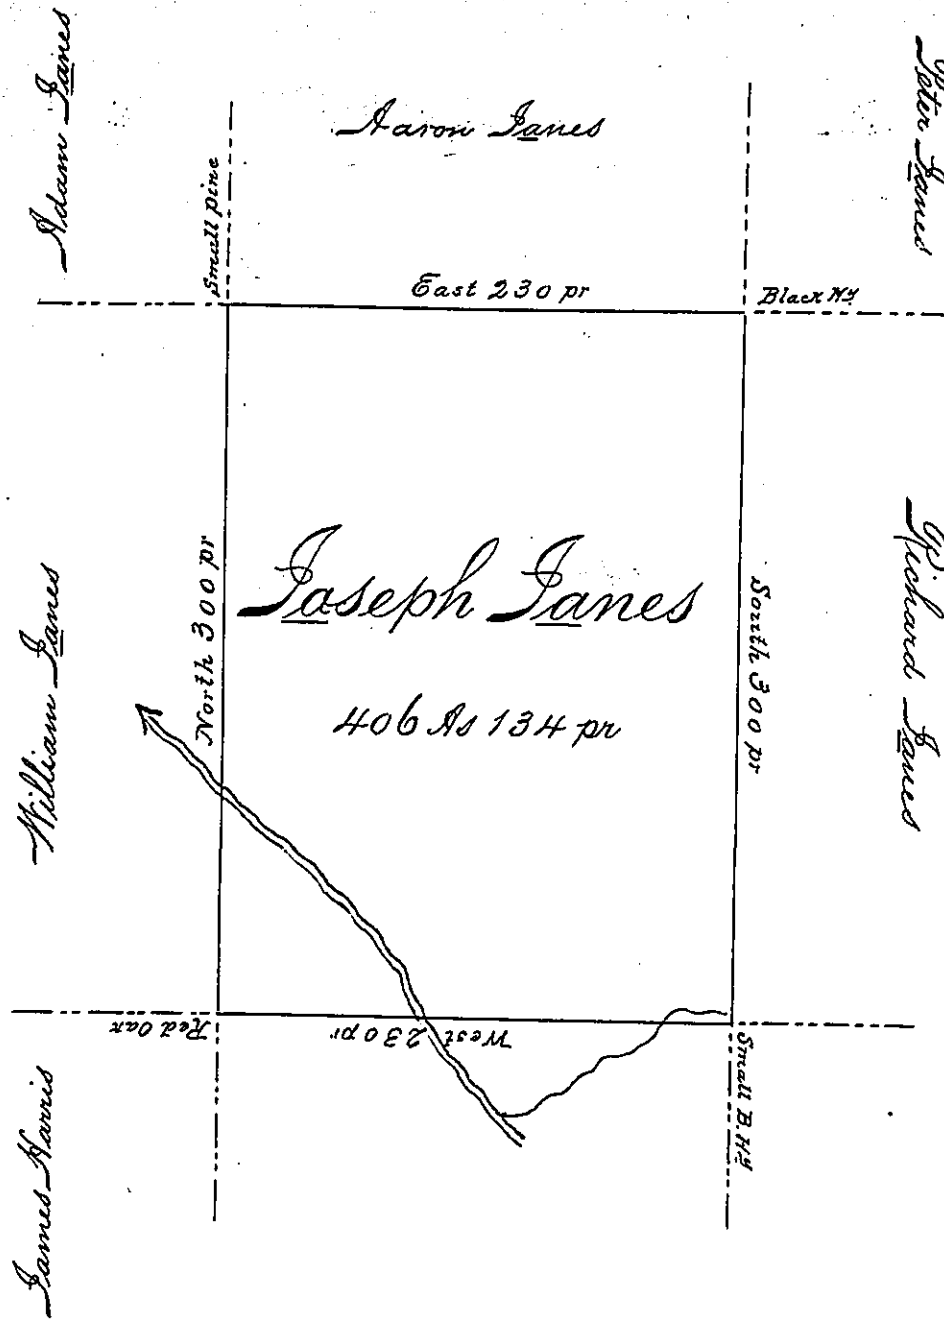 Adam Janes
Aaron Janes
Peter Janes
Small pine
East 230 pr
Black Hy
William Janes
North 300 pr
Jaseph Janes
406 As 134 pr
South 300 pr
Richard Janes
Red Oak
West 230 pr
Small B. Hy
James Harris